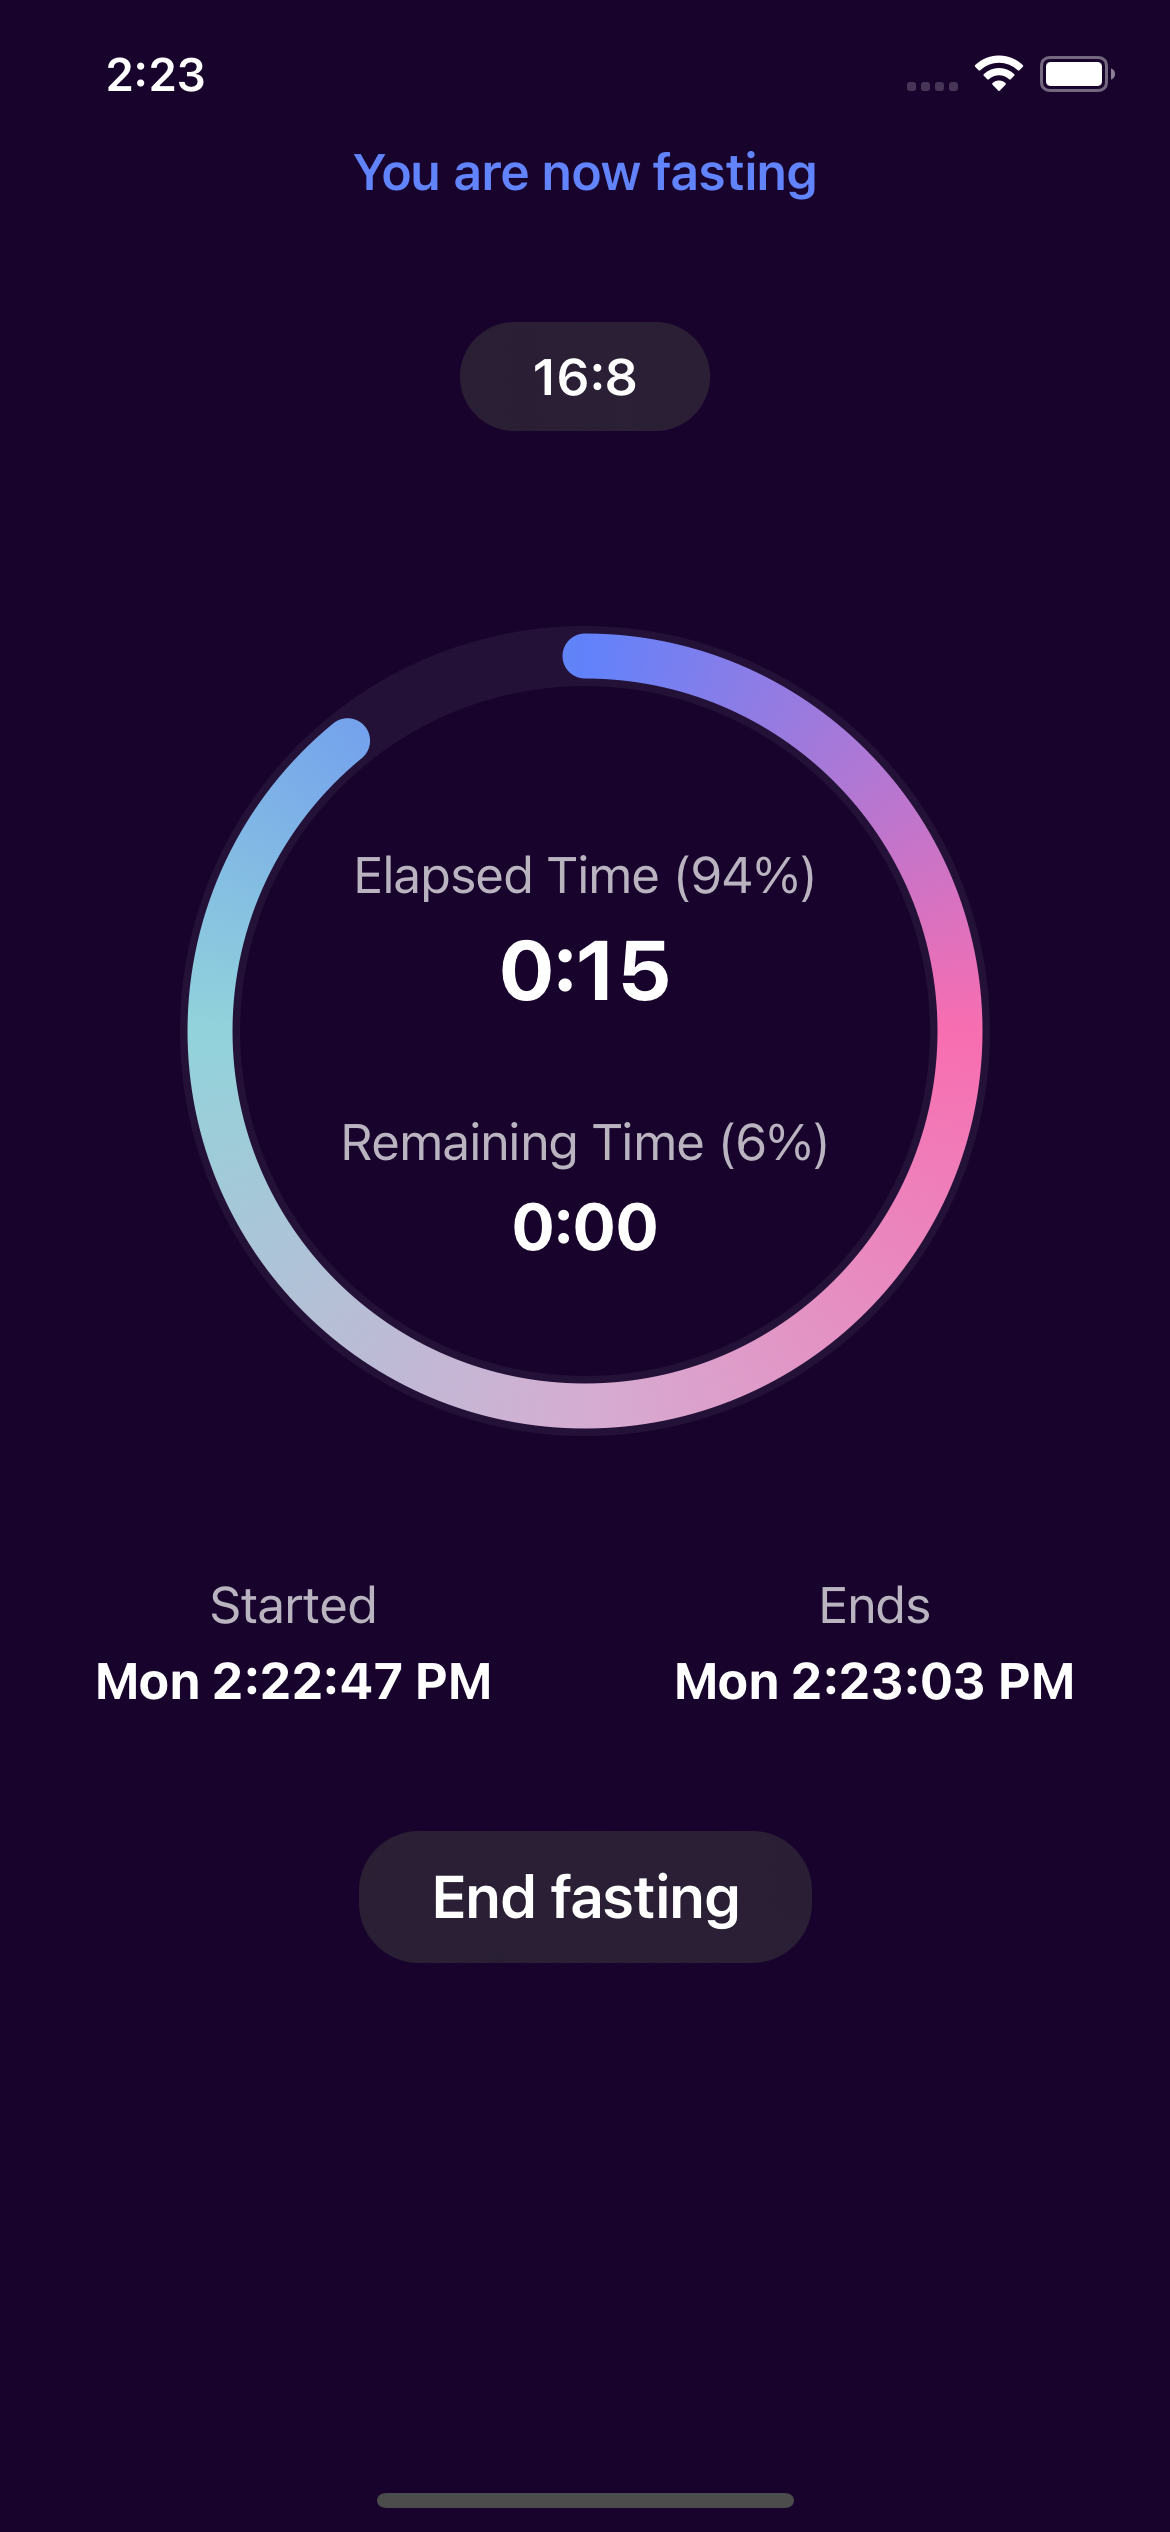 2:23
You are now fasting
16:8
Elapsed Time (94%)
0:15
Remaining Time (6%)
0:00
Started
Ends
Mon 2:22:47 PM
Mon 2:23:03 PM
End fasting